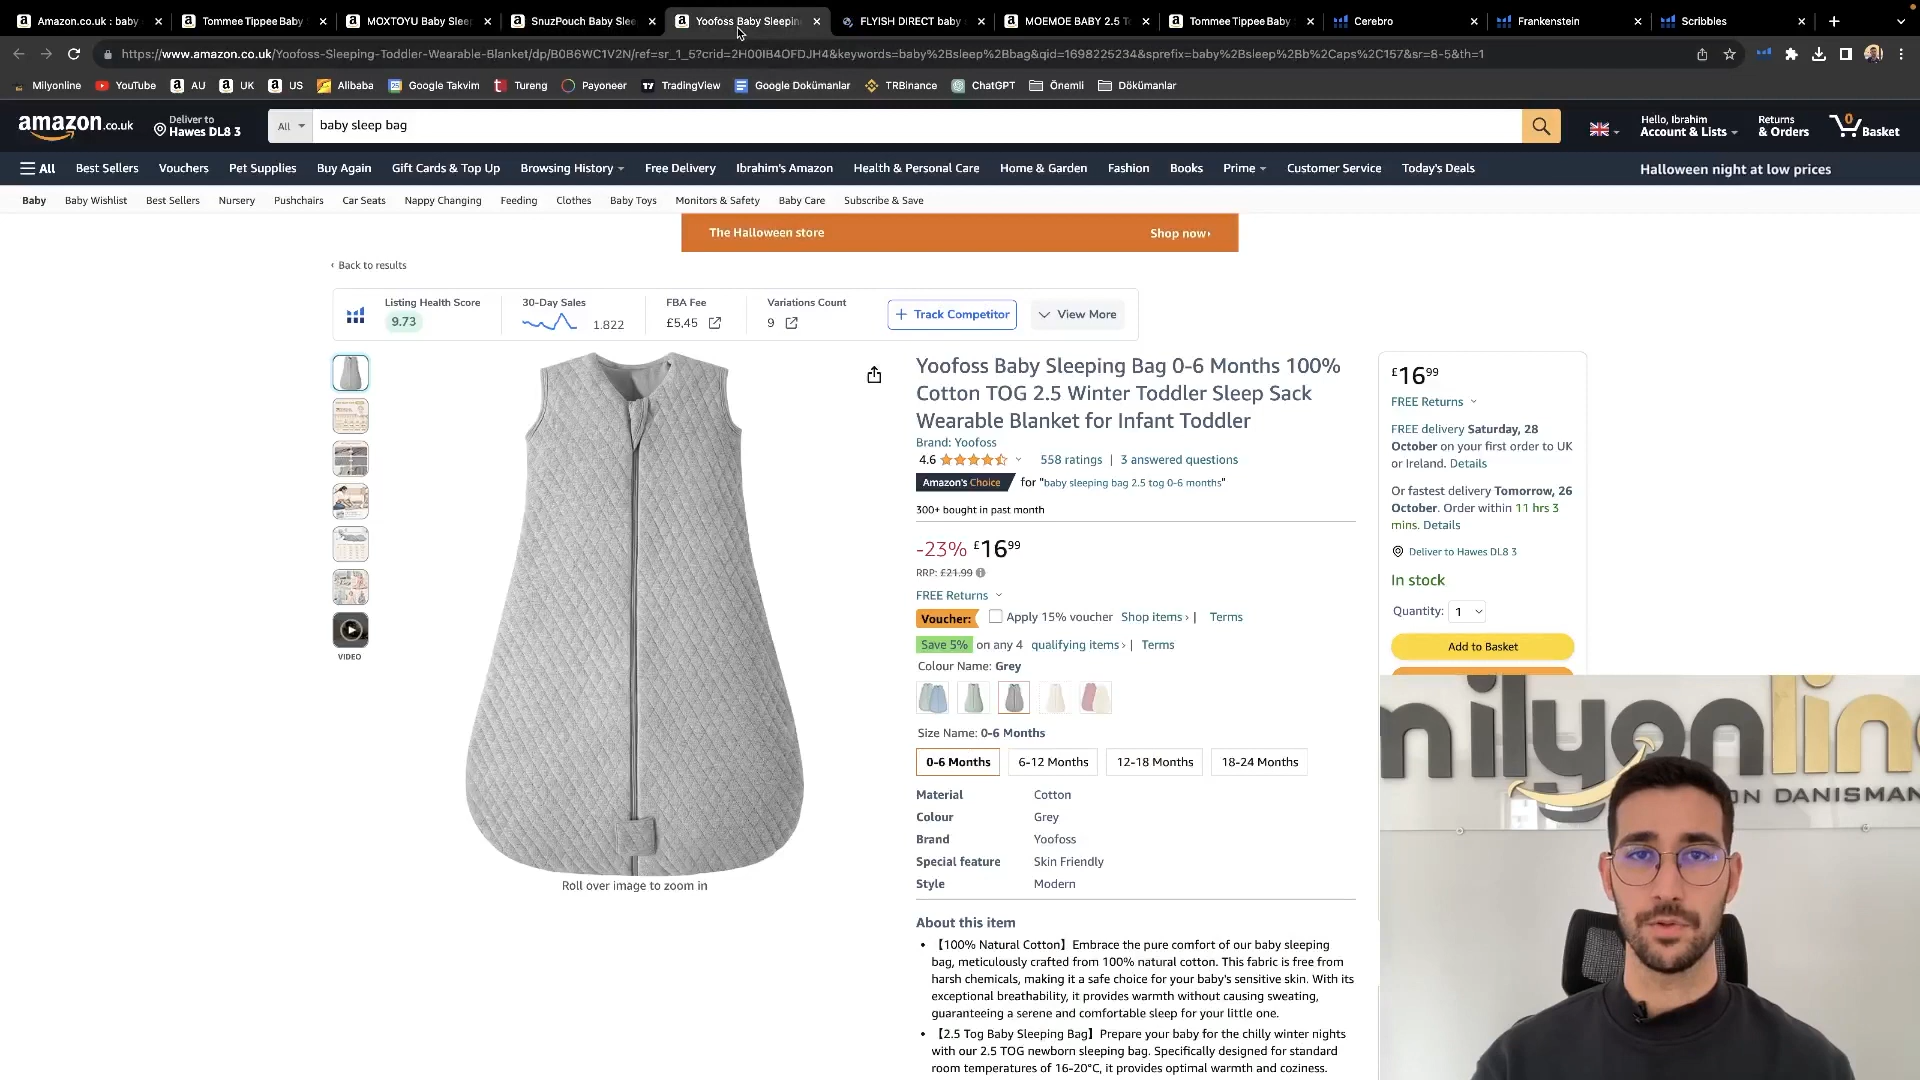 Amazon.co.uk : baby
Tommee Tippee Baby
MOXTOYU Baby Slee
SnuzPouch Baby Slee
Yoofoss Baby Sleepin
FLYISH DIRECT baby
MOEMOE BABY 2.5 T
Tommee Tippee Baby
Cerebro
Frankenstein
Scribbles
https://www.amazon.co.uk/Yoofoss-Sleeping-Toddler-Wearable-Blanket/dp/B0B6WC1V2N/ref=sr_1_5?crid=2H00IB4OFDJH4&keywords=baby%2Bsleep%2Bbag&qid=1698225234&sprefix=baby%2Bsleep%2Bb%2Caps%2C157&sr=8-5&th=1
Milyonline
YouTube
AU
UK
US
Alibaba
Google Takvim
Tureng
Payoneer
TradingView
Google Dokümanlar
TRBinance
ChatGPT
Önemli
Dökümanlar
amazon.co.uk
Deliver to
Hawes DL8 3
All
baby sleep bag
Hello, Ibrahim
Account & Lists
Returns
& Orders
0
Basket
All
Best Sellers
Vouchers
Pet Supplies
Buy Again
Gift Cards & Top Up
Browsing History
Free Delivery
Ibrahim's Amazon
Health & Personal Care
Home & Garden
Fashion
Books
Prime
Customer Service
Today's Deals
Halloween night at low prices
Baby
Baby Wishlist
Best Sellers
Nursery
Pushchairs
Car Seats
Nappy Changing
Feeding
Clothes
Baby Toys
Monitors & Safety
Baby Care
Subscribe & Save
The Halloween store
Shop now›
‹ Back to results
Listing Health Score
9.73
30-Day Sales
1.822
FBA Fee
£5,45
Variations Count
9
+ Track Competitor
View More
VIDEO
Roll over image to zoom in
Yoofoss Baby Sleeping Bag 0-6 Months 100%
Cotton TOG 2.5 Winter Toddler Sleep Sack
Wearable Blanket for Infant Toddler
Brand: Yoofoss
4.6
558 ratings | 3 answered questions
Amazon's Choice for "baby sleeping bag 2.5 tog 0-6 months"
300+ bought in past month
-23% £16⁹⁹
RRP: £21.99
FREE Returns
Voucher: Apply 15% voucher Shop items › | Terms
Save 5% on any 4 qualifying items › | Terms
Colour Name: Grey
Size Name: 0-6 Months
0-6 Months
6-12 Months
12-18 Months
18-24 Months
Material Cotton
Colour Grey
Brand Yoofoss
Special feature Skin Friendly
Style Modern
About this item
• 【100% Natural Cotton】Embrace the pure comfort of our baby sleeping
bag, meticulously crafted from 100% natural cotton. This fabric is free from
harsh chemicals, making it a safe choice for your baby's sensitive skin. With its
exceptional breathability, it provides warmth without causing sweating,
guaranteeing a serene and comfortable sleep for your little one.
• 【2.5 Tog Baby Sleeping Bag】Prepare your baby for the chilly winter nights
with our 2.5 TOG newborn sleeping bag. Specifically designed for standard
room temperatures of 16-20°C, it provides optimal warmth and coziness.
£16⁹⁹
FREE Returns
FREE delivery Saturday, 28
October on your first order to UK
or Ireland. Details
Or fastest delivery Tomorrow, 26
October. Order within 11 hrs 3
mins. Details
Deliver to Hawes DL8 3
In stock
Quantity: 1
Add to Basket
milyonlin
ON DANIŞMAN